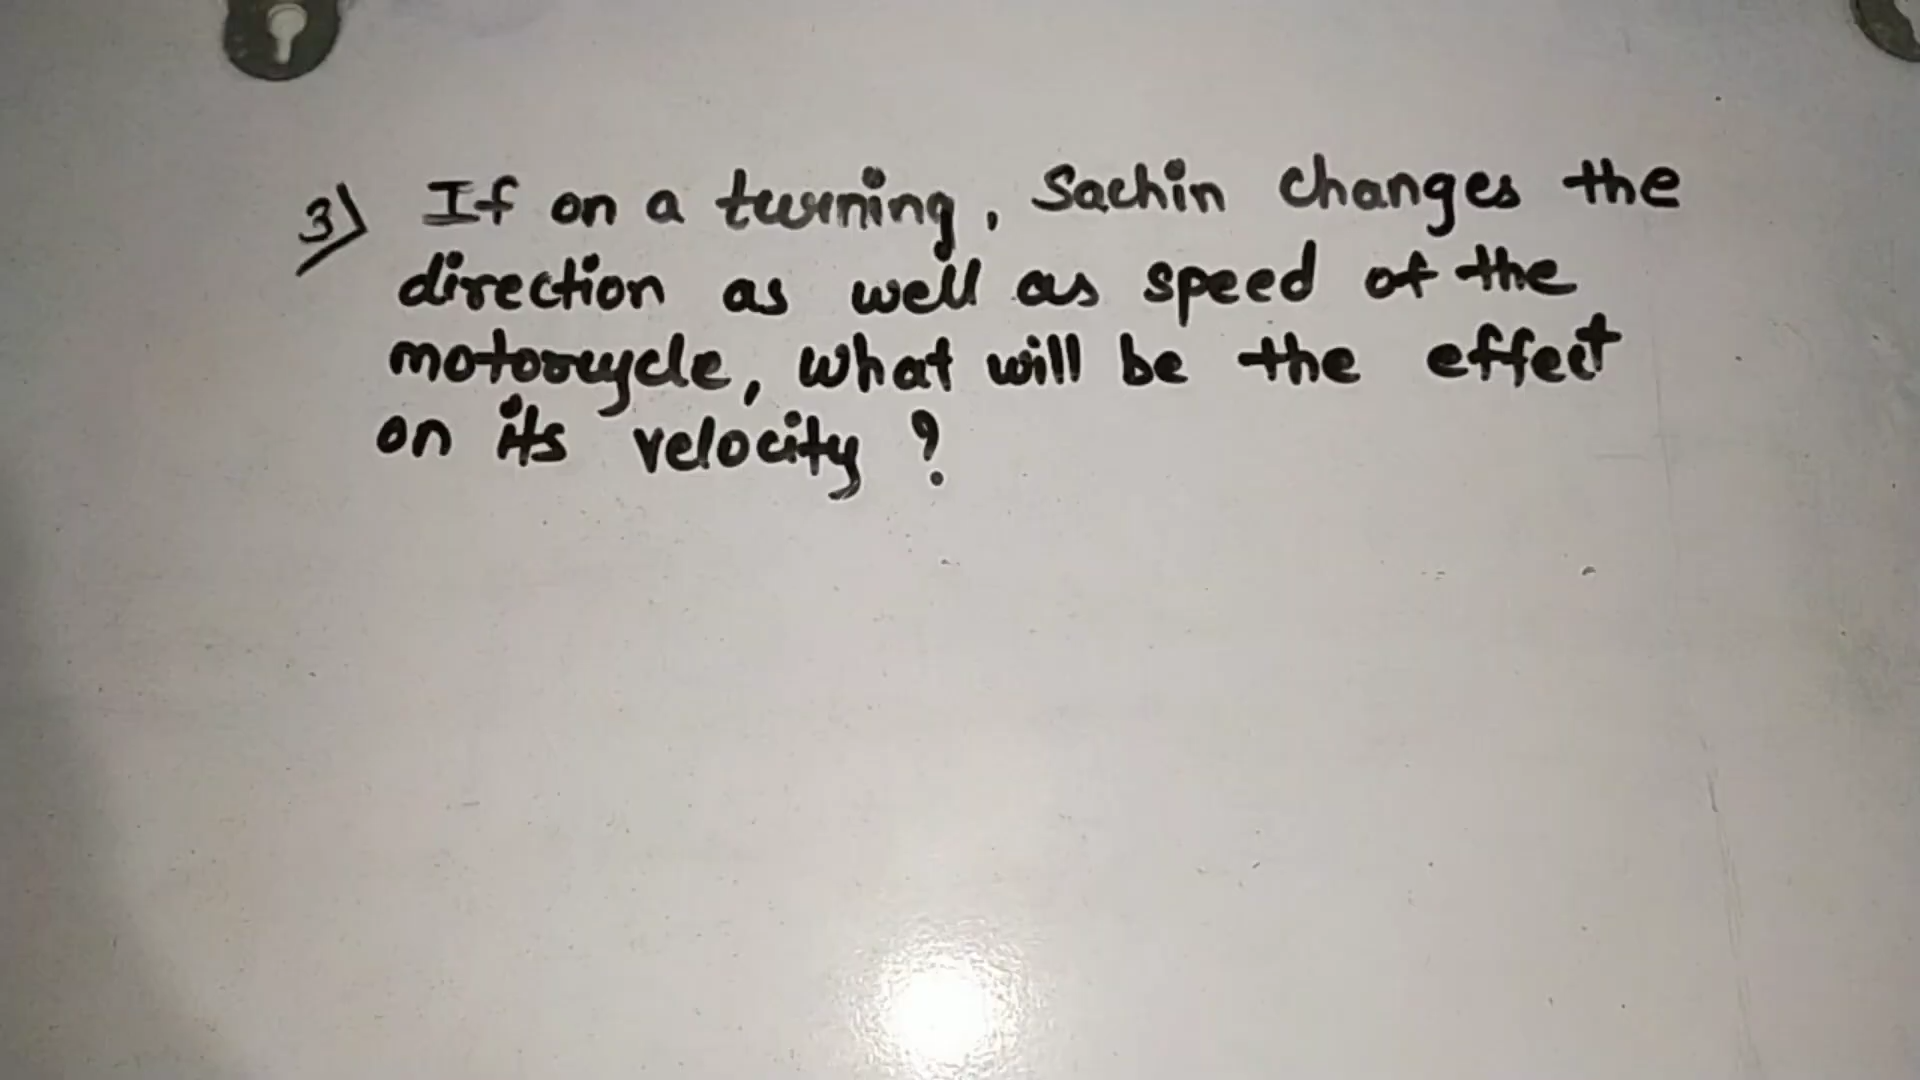 3) If on a turning, Sachin changes the
direction as well as speed of the
motorcycle, what will be the effect
on its velocity ?